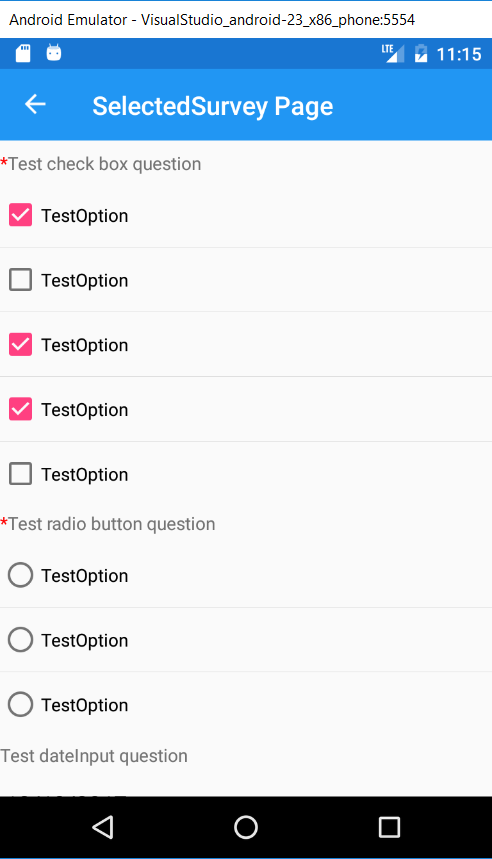 Android Emulator - VisualStudio_android-23_x86_phone:5554
LTE 11:15
SelectedSurvey Page
*Test check box question
TestOption
TestOption
TestOption
TestOption
TestOption
*Test radio button question
TestOption
TestOption
TestOption
Test dateInput question